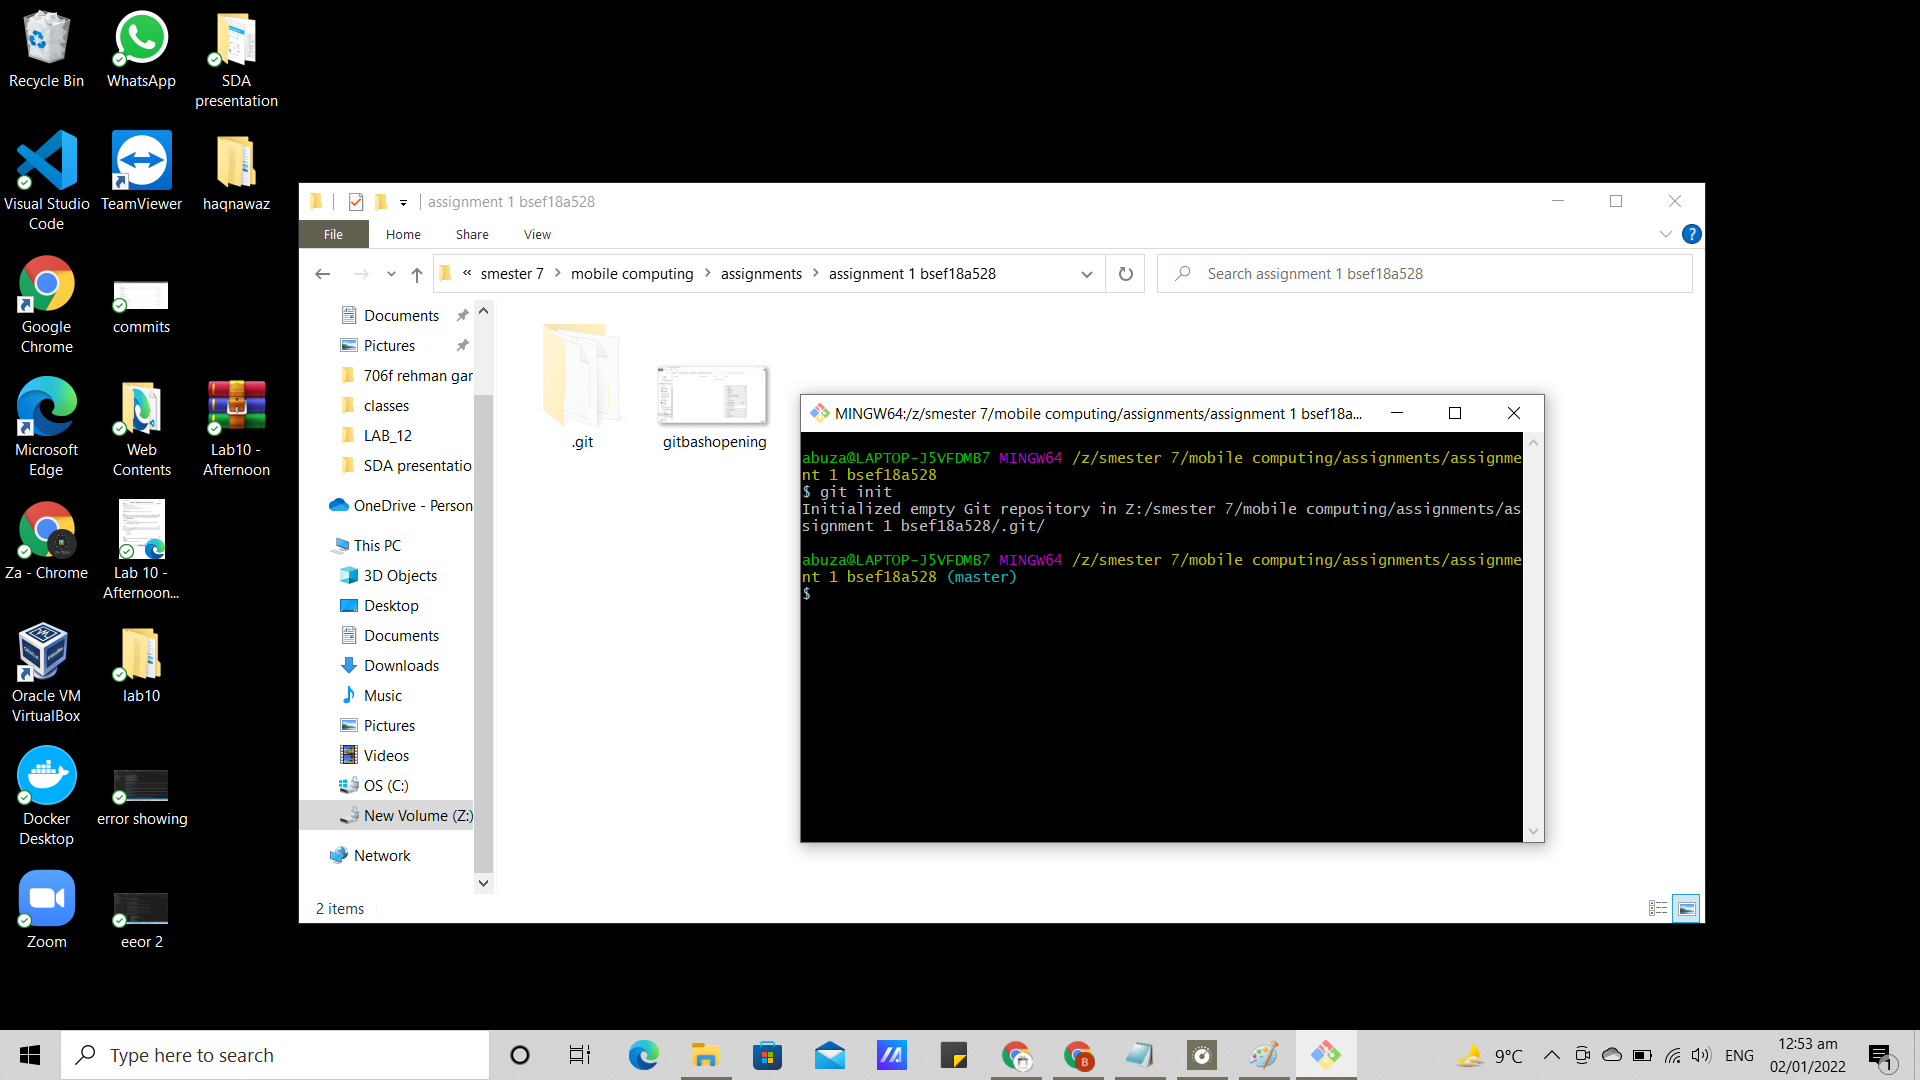 Recycle Bin
WhatsApp
SDA
presentation
Visual Studio
Code
TeamViewer
haqnawaz
Google
Chrome
commits
Microsoft
Edge
Web
Contents
Lab10 -
Afternoon
Za - Chrome
Lab 10 -
Afternoon...
Oracle VM
VirtualBox
lab10
Docker
Desktop
error showing
Zoom
eeor 2
assignment 1 bsef18a528
File
Home
Share
View
« smester 7 > mobile computing > assignments > assignment 1 bsef18a528
Search assignment 1 bsef18a528
Documents
Pictures
706f rehman gar
classes
LAB_12
SDA presentatio
OneDrive - Person
This PC
3D Objects
Desktop
Documents
Downloads
Music
Pictures
Videos
OS (C:)
New Volume (Z:)
Network
.git
gitbashopening
2 items
MINGW64:/z/smester 7/mobile computing/assignments/assignment 1 bsef18a...
abuza@LAPTOP-J5VFDMB7 MINGW64 /z/smester 7/mobile computing/assignments/assignme
nt 1 bsef18a528
$ git init
Initialized empty Git repository in Z:/smester 7/mobile computing/assignments/as
signment 1 bsef18a528/.git/
abuza@LAPTOP-J5VFDMB7 MINGW64 /z/smester 7/mobile computing/assignments/assignme
nt 1 bsef18a528 (master)
$
Type here to search
9°C
ENG
12:53 am
02/01/2022
1